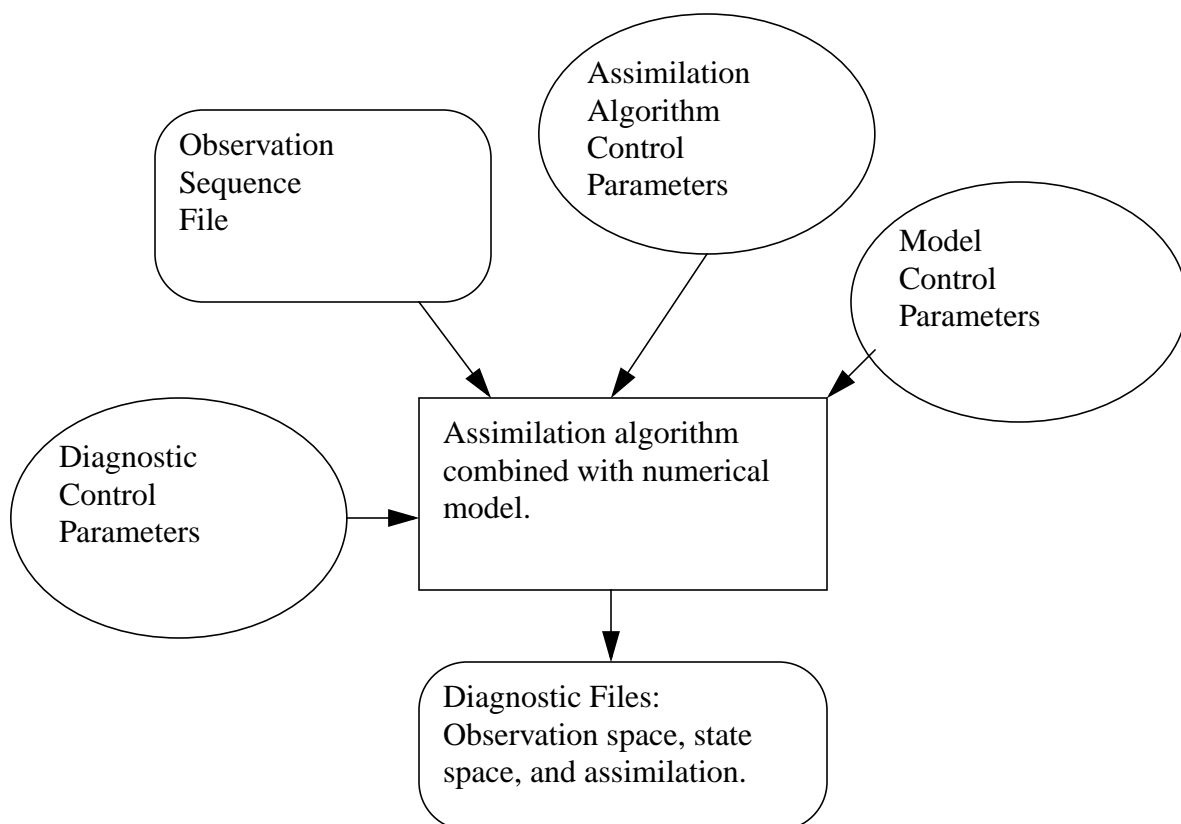 Assimilation
Algorithm
Control
Parameters
Observation
Sequence
File
Model
Control
Parameters
Diagnostic
Control
Parameters
Assimilation algorithm
combined with numerical
model.
Diagnostic Files:
Observation space, state
space, and assimilation.